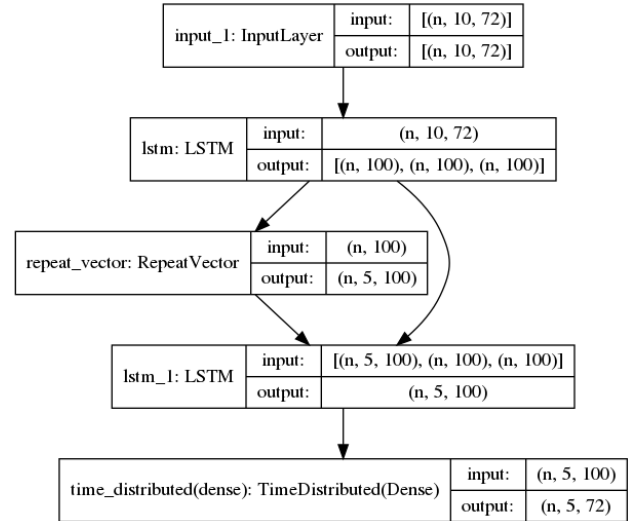 input_1: InputLayer
input:
[(n, 10, 72)]
output:
[(n, 10, 72)]
lstm: LSTM
input:
(n, 10, 72)
output:
[(n, 100), (n, 100), (n, 100)]
repeat_vector: RepeatVector
input:
(n, 100)
output:
(n, 5, 100)
lstm_1: LSTM
input:
[(n, 5, 100), (n, 100), (n, 100)]
output:
(n, 5, 100)
time_distributed(dense): TimeDistributed(Dense)
input:
(n, 5, 100)
output:
(n, 5, 72)